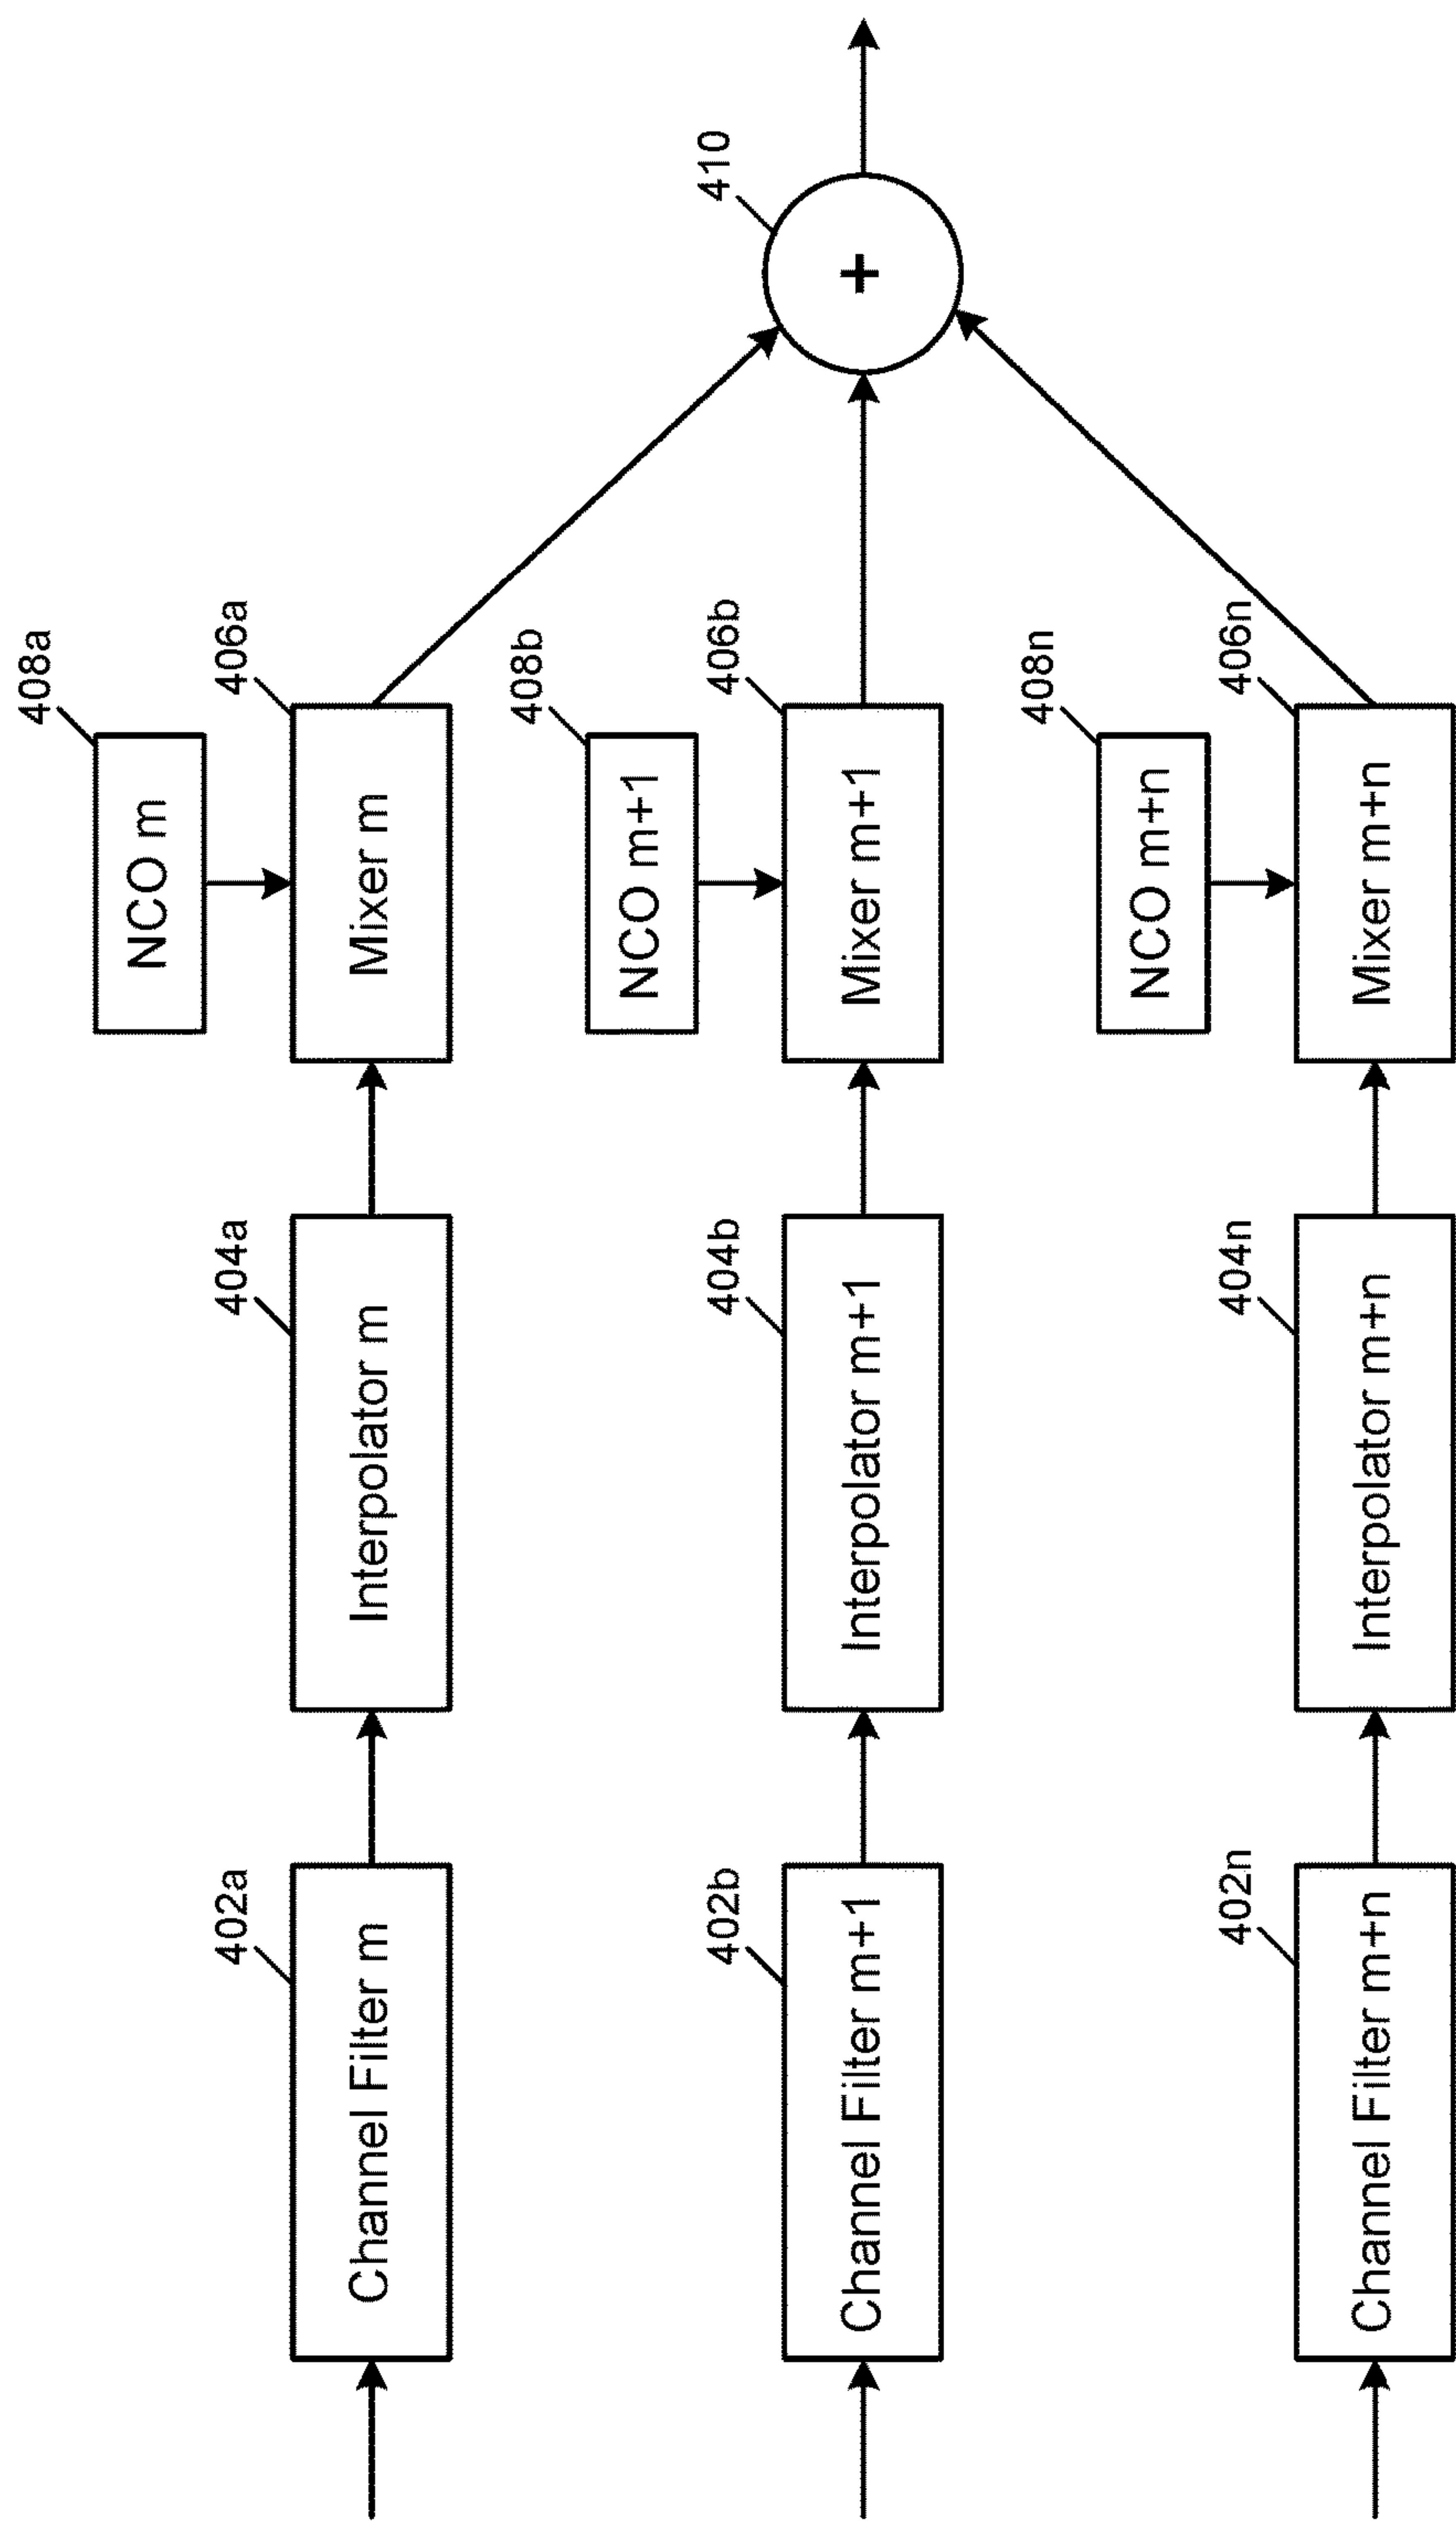 408a
NCO m
402a
404a
406a
Channel Filter m
Interpolator m
Mixer m
408b
NCO m+1
410
+
402b
404b
406b
Channel Filter m+1
Interpolator m+1
Mixer m+1
408n
NCO m+n
402n
404n
406n
Channel Filter m+n
Interpolator m+n
Mixer m+n